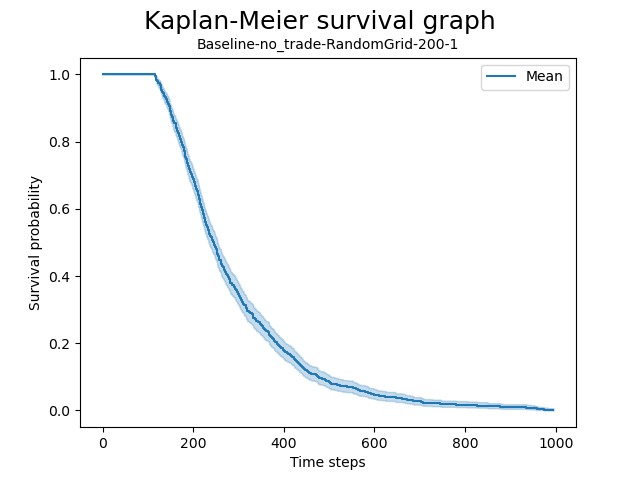 Kaplan-Meier survival graph
Baseline-no_trade-RandomGrid-200-1
Mean
Survival probability
1.0
0.8
0.6
0.4
0.2
0.0
0 200 400 600 800 1000
Time steps